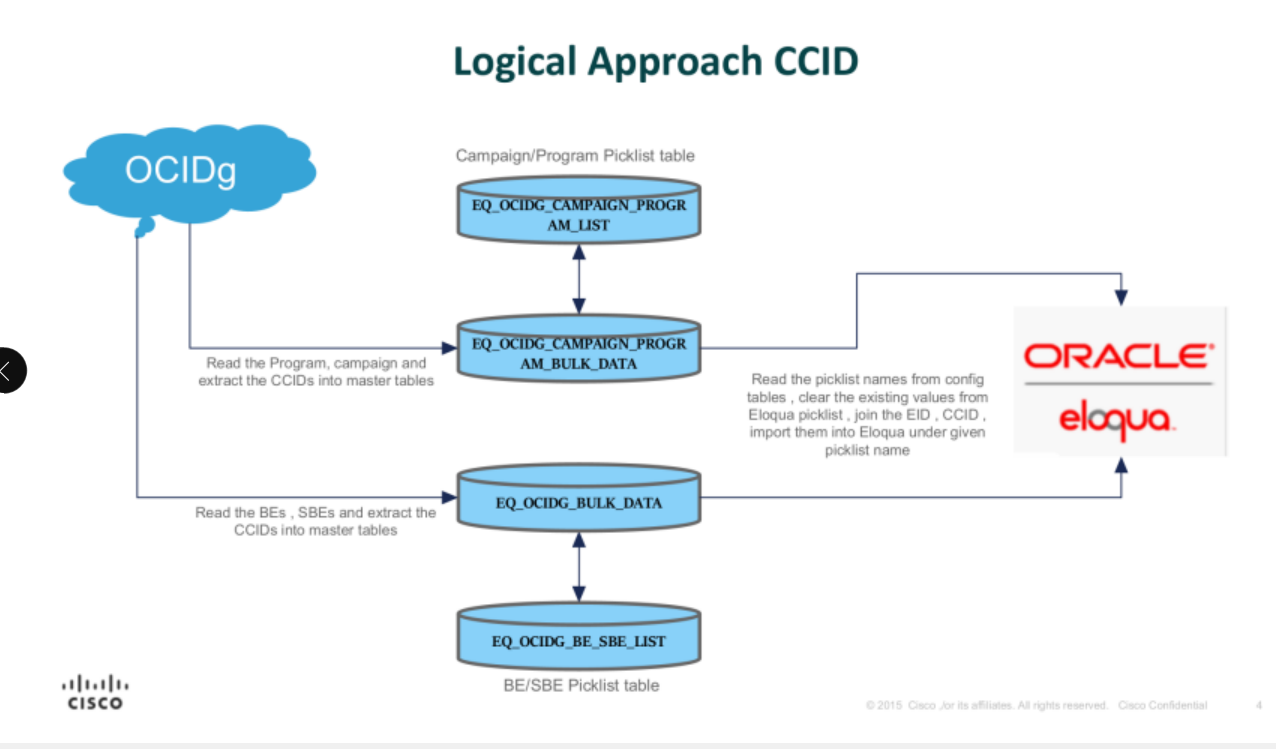 Logical Approach CCID
OCIDg
Campaign/Program Picklist table
EQ_OCIDG_CAMPAIGN_PROGR
AM_LIST
EQ_OCIDG_CAMPAIGN_PROGR
AM_BULK_DATA
Read the Program, campaign and
extract the CCIDs into master tables
Read the picklist names from config
tables , clear the existing values from
Eloqua picklist , join the EID , CCID ,
import them into Eloqua under given
picklist name
ORACLE®
eloqua.
EQ_OCIDG_BULK_DATA
Read the BEs , SBEs and extract the
CCIDs into master tables
EQ_OCIDG_BE_SBE_LIST
BE/SBE Picklist table
CISCO
© 2015 Cisco ,/or its affiliates. All rights reserved. Cisco Confidential
4